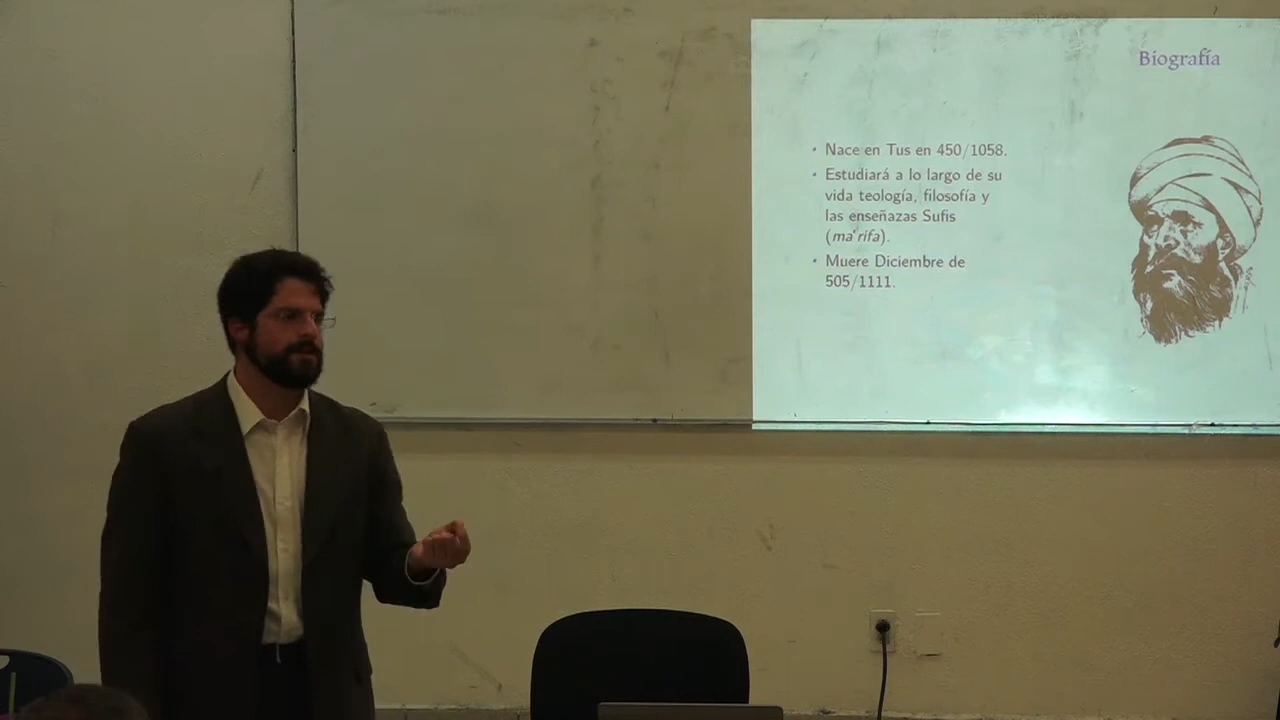 Biografía
• Nace en Tus en 450/1058.
• Estudiará a lo largo de su
vida teología, filosofía y
las enseñazas Sufis
(ma'rifa).
• Muere Diciembre de
505/1111.